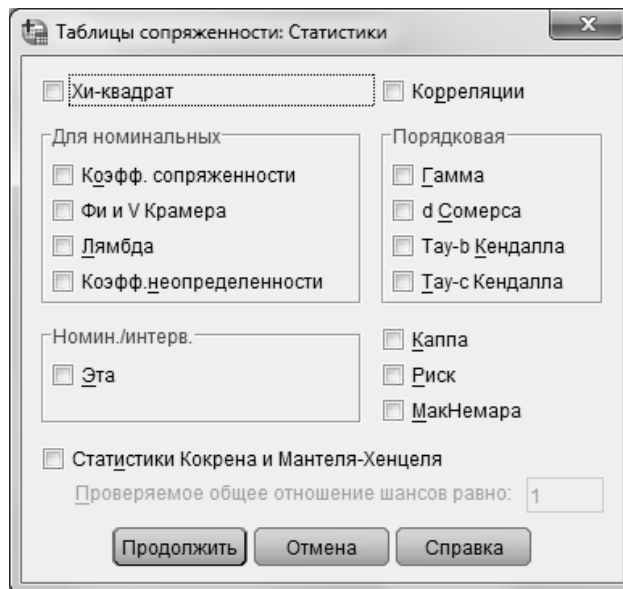 Таблицы сопряженности: Статистики
Хи-квадрат
Корреляции
Для номинальных
Коэфф. сопряженности
Фи и V Крамера
Лямбда
Коэфф.неопределенности
Порядковая
Гамма
d Сомерса
Тау-b Кендалла
Тау-c Кендалла
Номин./интерв.
Эта
Каппа
Риск
МакНемара
Статистики Кокрена и Мантеля-Хенцеля
Проверяемое общее отношение шансов равно: 1
Продолжить Отмена Справка